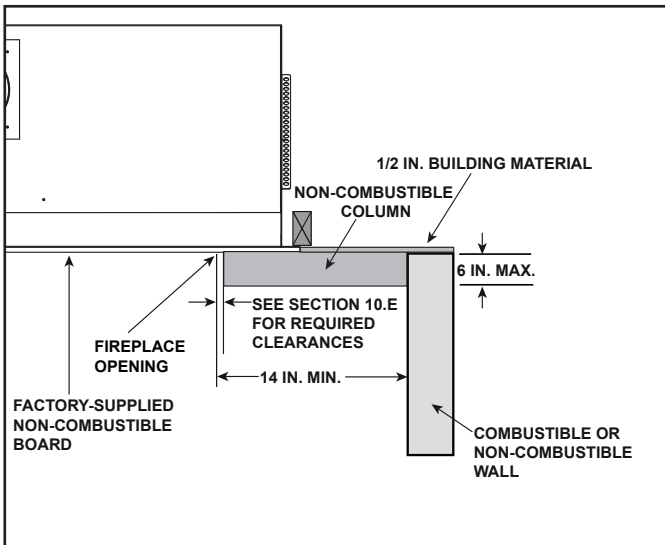 1/2 IN. BUILDING MATERIAL
NON-COMBUSTIBLE
COLUMN
6 IN. MAX.
SEE SECTION 10.E
FOR REQUIRED
CLEARANCES
FIREPLACE
OPENING
14 IN. MIN.
FACTORY-SUPPLIED
NON-COMBUSTIBLE
BOARD
COMBUSTIBLE OR
NON-COMBUSTIBLE
WALL